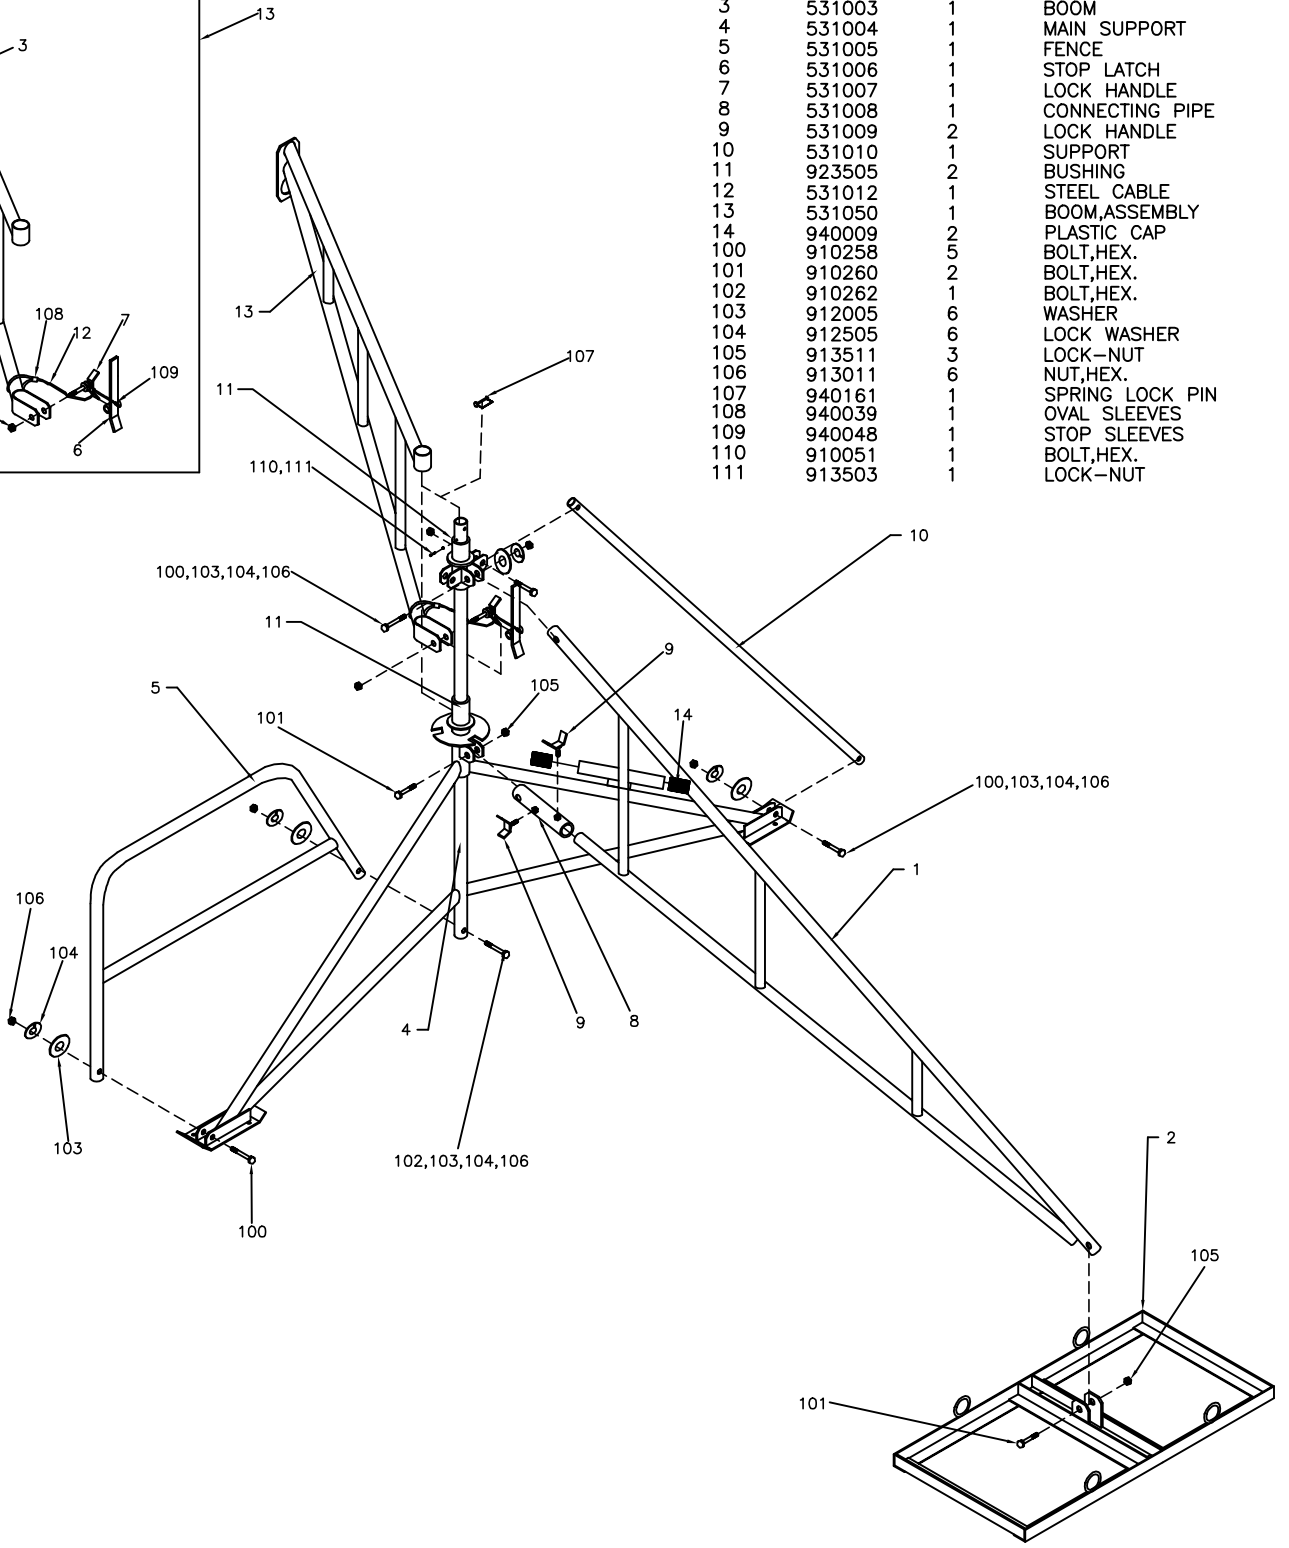 3 531003 1 BOOM
4 531004 1 MAIN SUPPORT
5 531005 1 FENCE
6 531006 1 STOP LATCH
7 531007 1 LOCK HANDLE
8 531008 1 CONNECTING PIPE
9 531009 2 LOCK HANDLE
10 531010 1 SUPPORT
11 923505 2 BUSHING
12 531012 1 STEEL CABLE
13 531050 1 BOOM,ASSEMBLY
14 940009 2 PLASTIC CAP
100 910258 5 BOLT,HEX.
101 910260 2 BOLT,HEX.
102 910262 1 BOLT,HEX.
103 912005 6 WASHER
104 912505 6 LOCK WASHER
105 913511 3 LOCK-NUT
106 913011 6 NUT,HEX.
107 940161 1 SPRING LOCK PIN
108 940039 1 OVAL SLEEVES
109 940048 1 STOP SLEEVES
110 910051 1 BOLT,HEX.
111 913503 1 LOCK-NUT
13
3
108
12
7
109
6
13
107
11
110,111
10
100,103,104,106
11
9
5
105
101
14
100,103,104,106
1
106
104
4
9
8
103
102,103,104,106
2
100
105
101